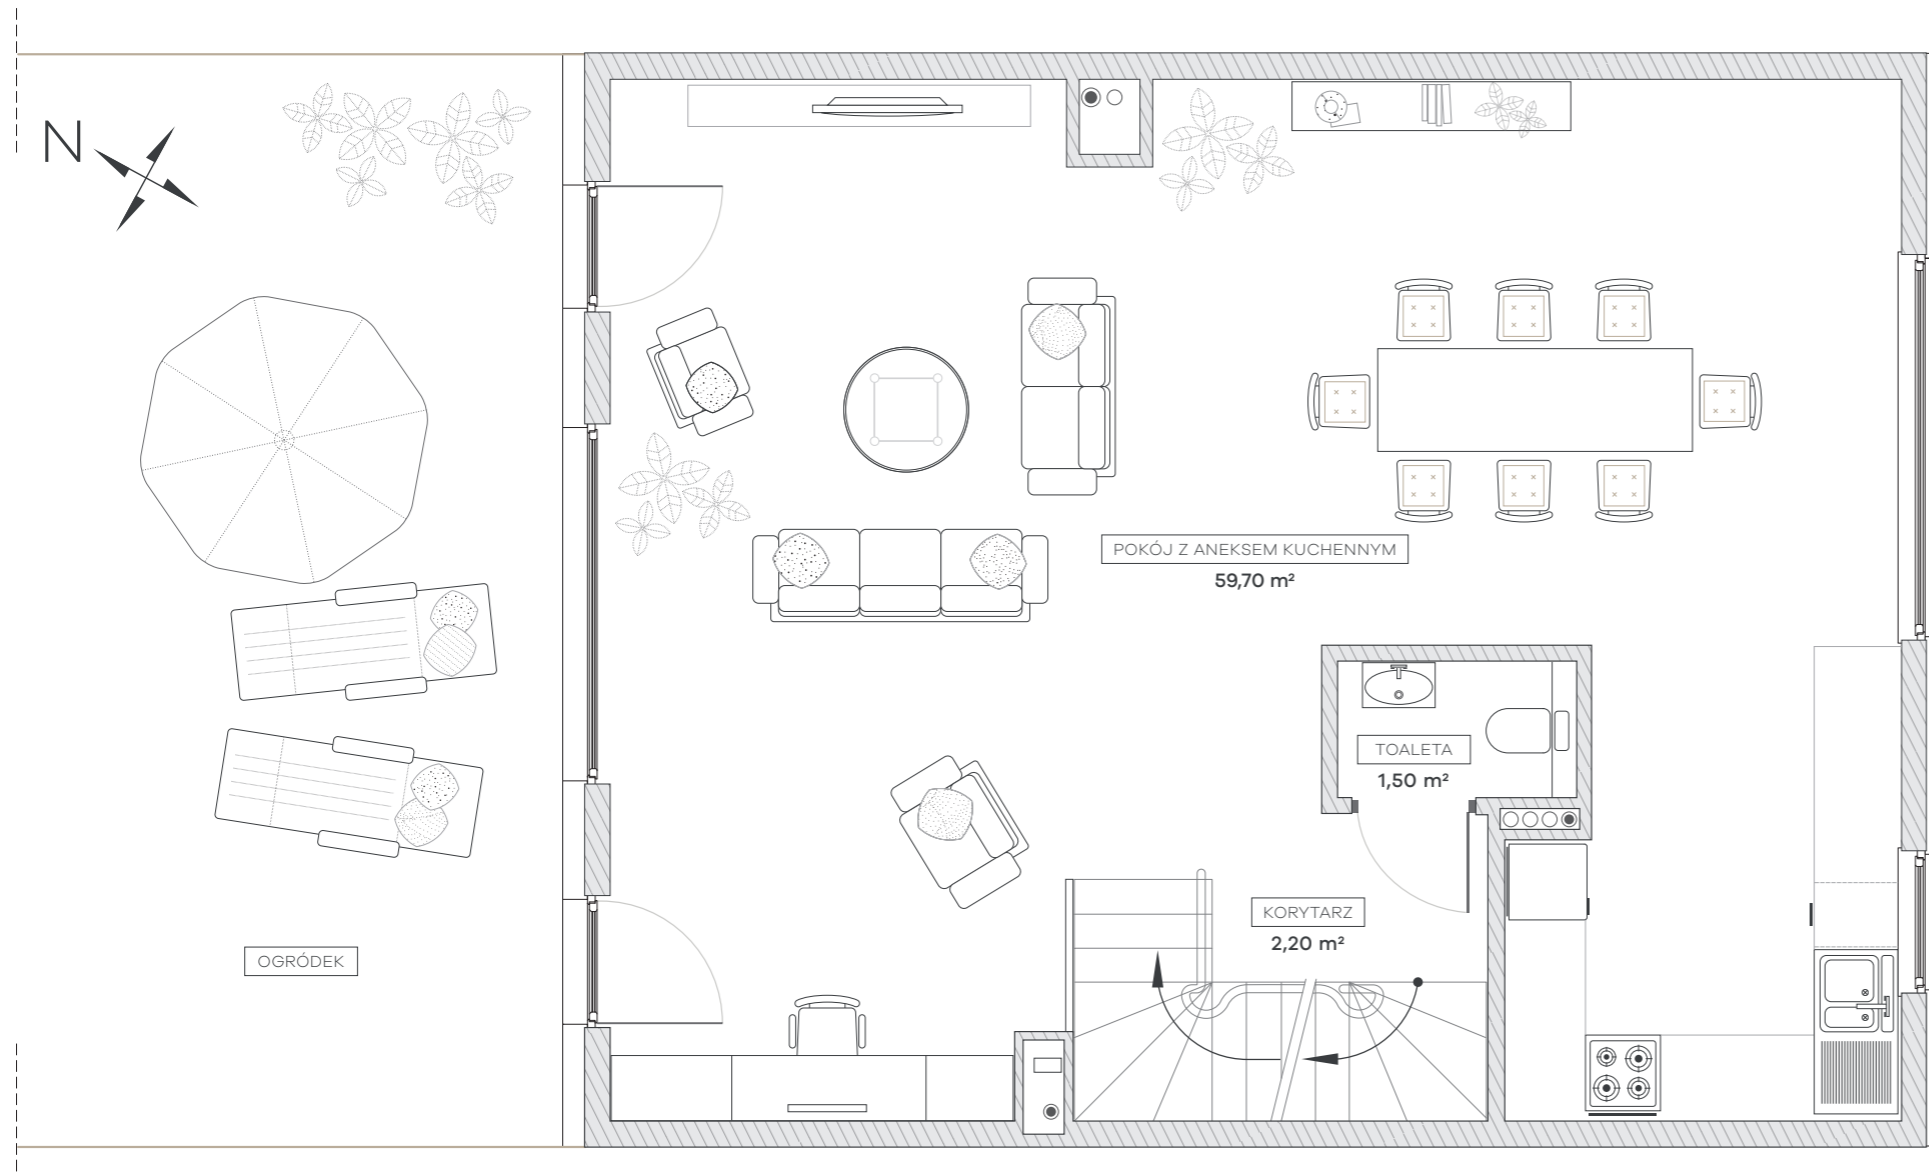 N
POKÓJ Z ANEKSEM KUCHENNYM
59,70 m²
TOALETA
1,50 m²
KORYTARZ
2,20 m²
OGRÓDEK